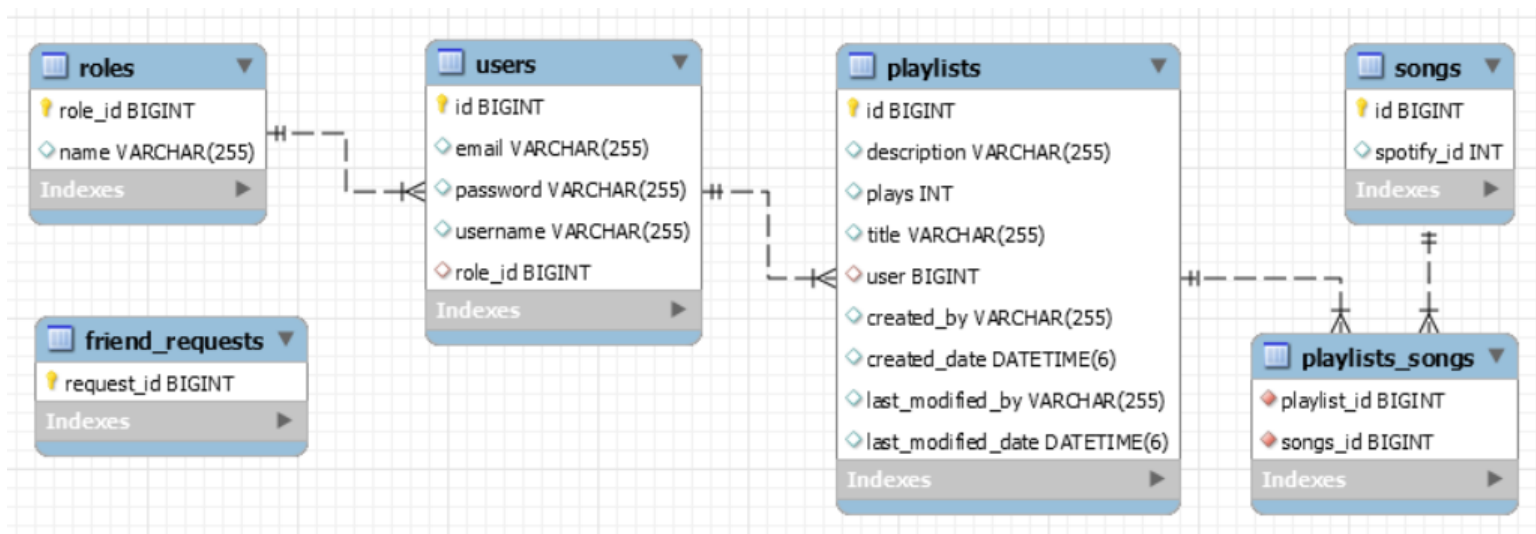 roles
role_id BIGINT
name VARCHAR(255)
Indexes
users
id BIGINT
email VARCHAR(255)
password VARCHAR(255)
username VARCHAR(255)
role_id BIGINT
Indexes
playlists
id BIGINT
description VARCHAR(255)
plays INT
title VARCHAR(255)
user BIGINT
created_by VARCHAR(255)
created_date DATETIME(6)
last_modified_by VARCHAR(255)
last_modified_date DATETIME(6)
Indexes
songs
id BIGINT
spotify_id INT
Indexes
friend_requests
request_id BIGINT
Indexes
playlists_songs
playlist_id BIGINT
songs_id BIGINT
Indexes